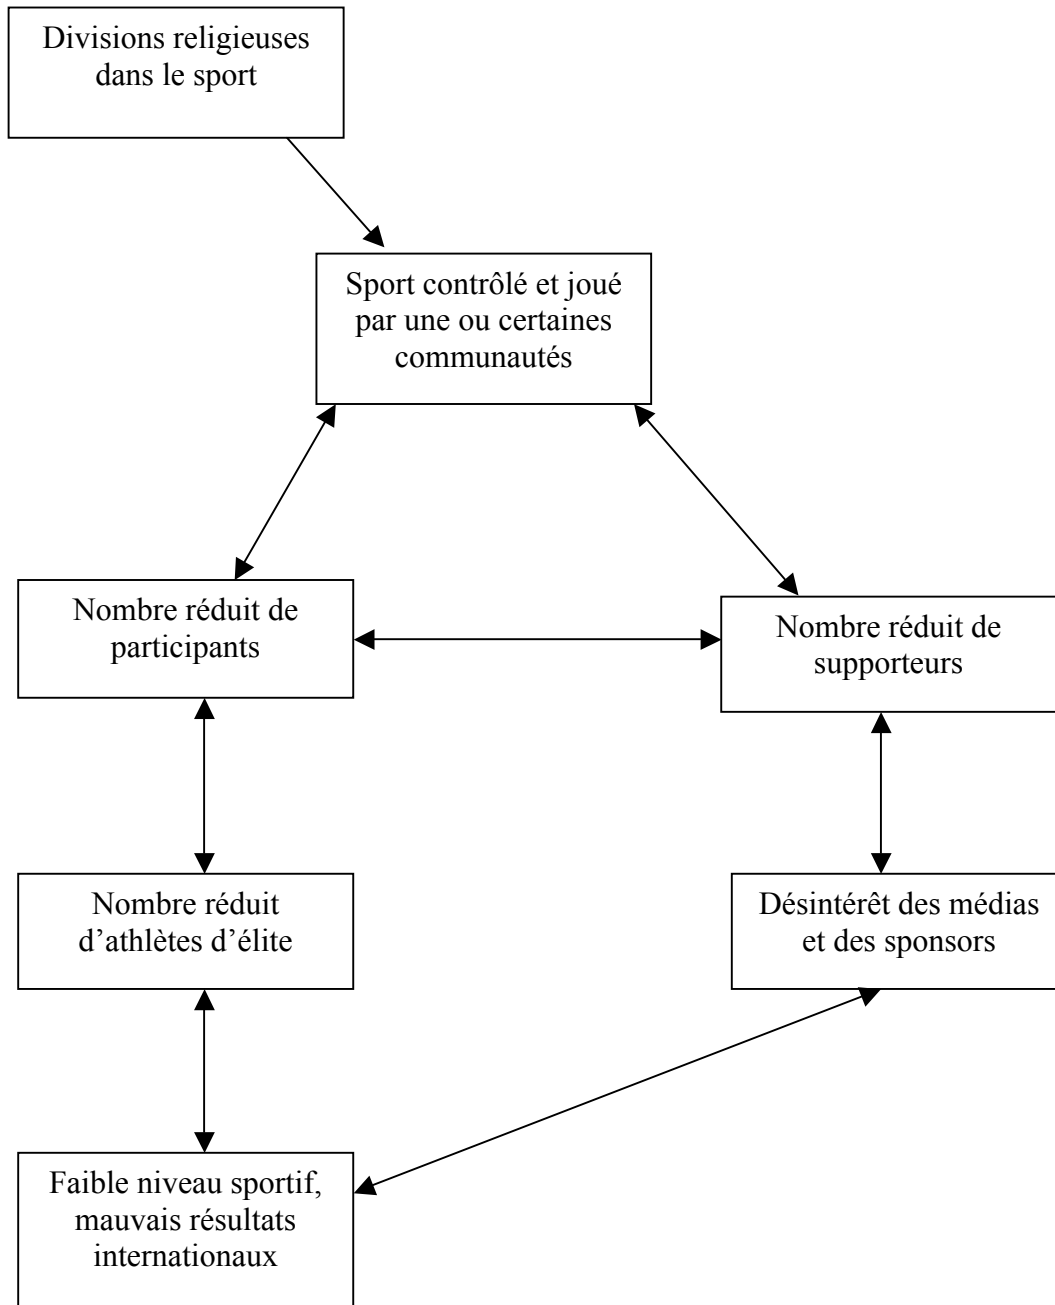 Divisions religieuses
dans le sport
Sport contrôlé et joué
par une ou certaines
communautés
Nombre réduit de
participants
Nombre réduit de
supporteurs
Nombre réduit
d’athlètes d’élite
Désintérêt des médias
et des sponsors
Faible niveau sportif,
mauvais résultats
internationaux